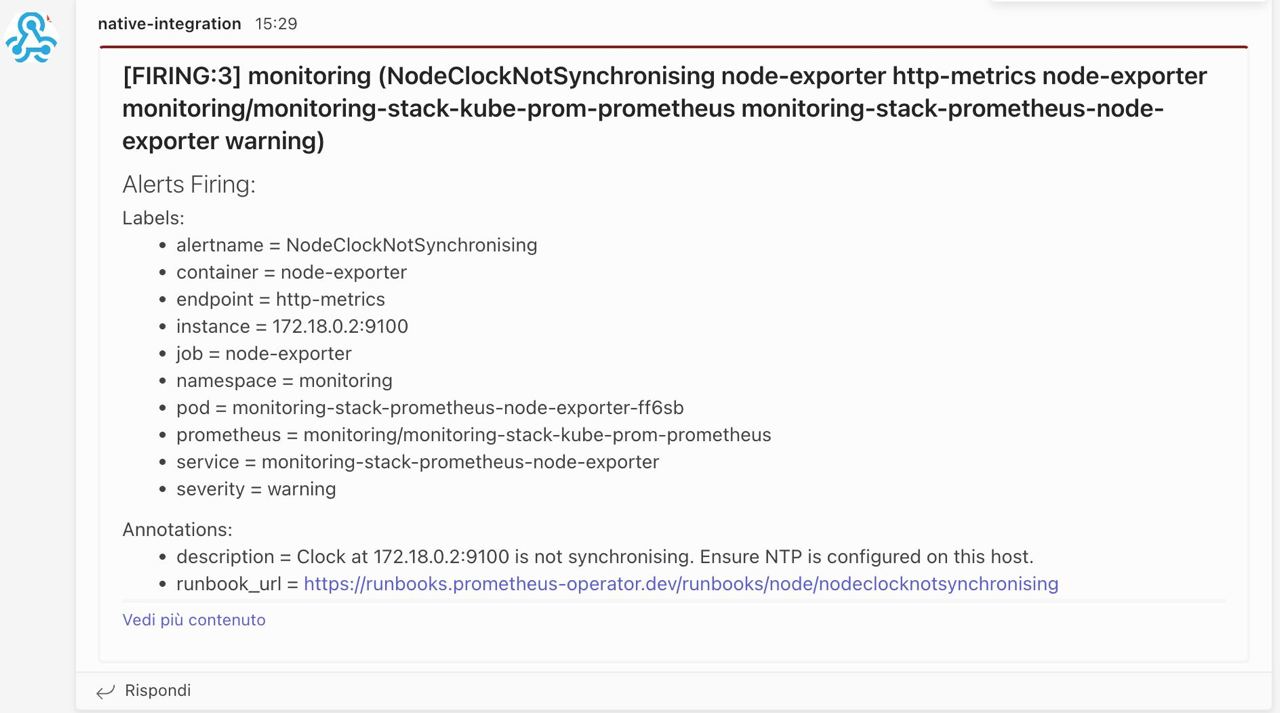 native-integration 15:29
[FIRING:3] monitoring (NodeClockNotSynchronising node-exporter http-metrics node-exporter
monitoring/monitoring-stack-kube-prom-prometheus monitoring-stack-prometheus-node-
exporter warning)
Alerts Firing:
Labels:
• alertname = NodeClockNotSynchronising
• container = node-exporter
• endpoint = http-metrics
• instance = 172.18.0.2:9100
• job = node-exporter
• namespace = monitoring
• pod = monitoring-stack-prometheus-node-exporter-ff6sb
• prometheus = monitoring/monitoring-stack-kube-prom-prometheus
• service = monitoring-stack-prometheus-node-exporter
• severity = warning
Annotations:
• description = Clock at 172.18.0.2:9100 is not synchronising. Ensure NTP is configured on this host.
• runbook_url = https://runbooks.prometheus-operator.dev/runbooks/node/nodeclocknotsynchronising
Vedi più contenuto
Rispondi